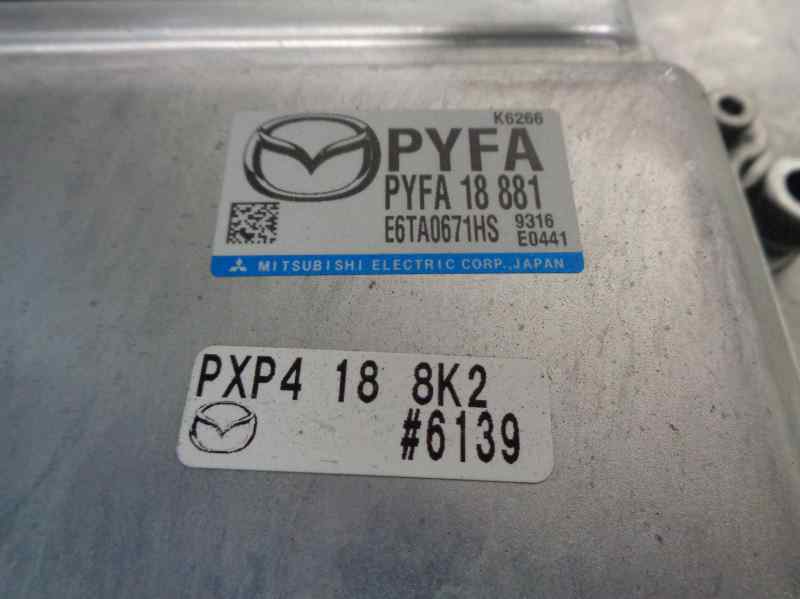 K6266
PYFA
PYFA 18 881
E6TA0671HS 9316
E0441
MITSUBISHI ELECTRIC CORP.,JAPAN
PXP4 18 8K2
#6139